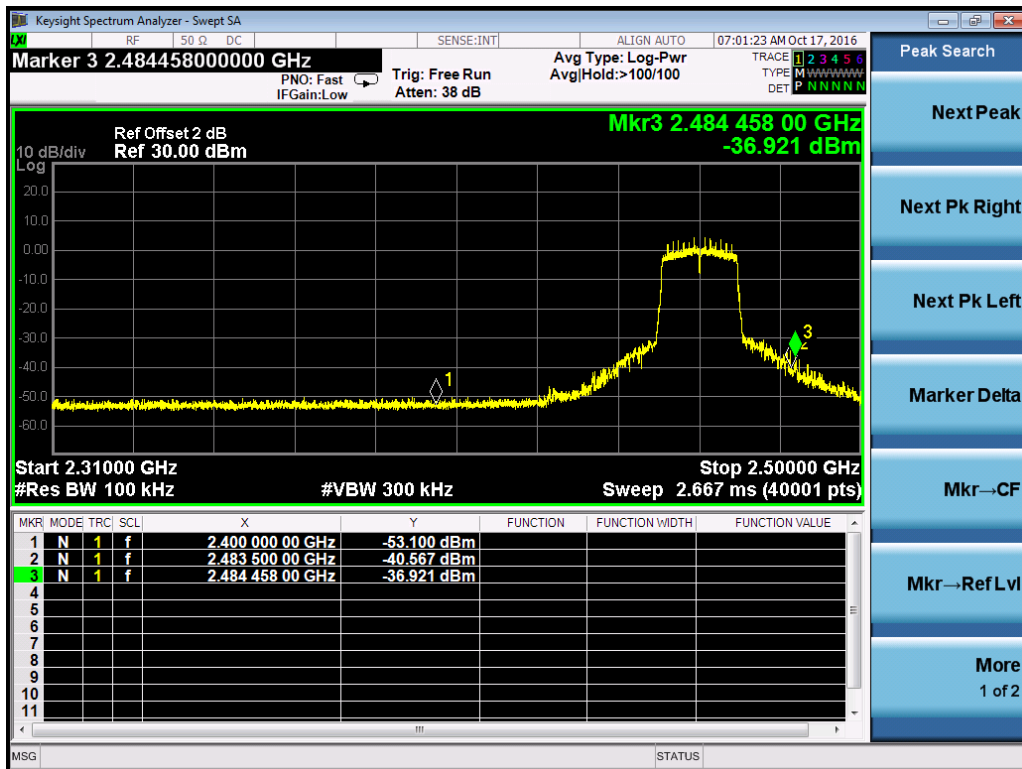 Keysight Spectrum Analyzer - Swept SA
LXI RF 50 Ω DC SENSE:INT ALIGN AUTO 07:01:23 AM Oct 17, 2016
Marker 3 2.484458000000 GHz
PNO: Fast
IFGain:Low
Trig: Free Run
Atten: 38 dB
Avg Type: Log-Pwr
Avg|Hold:>100/100
TRACE 1 2 3 4 5 6
TYPE M W W W W W
DET P N N N N N
Peak Search
Mkr3 2.484 458 00 GHz
-36.921 dBm
Ref Offset 2 dB
10 dB/div Ref 30.00 dBm
Log
20.0
10.0
0.00
-10.0
-20.0
-30.0
-40.0
-50.0
-60.0
1
2
3
Start 2.31000 GHz Stop 2.50000 GHz
#Res BW 100 kHz #VBW 300 kHz Sweep 2.667 ms (40001 pts)
MKR MODE TRC SCL X Y FUNCTION FUNCTION WIDTH FUNCTION VALUE
1 N 1 f 2.400 000 00 GHz -53.100 dBm
2 N 1 f 2.483 500 00 GHz -40.567 dBm
3 N 1 f 2.484 458 00 GHz -36.921 dBm
4
5
6
7
8
9
10
11
MSG STATUS
Next Peak
Next Pk Right
Next Pk Left
Marker Delta
Mkr→CF
Mkr→Ref Lvl
More
1 of 2